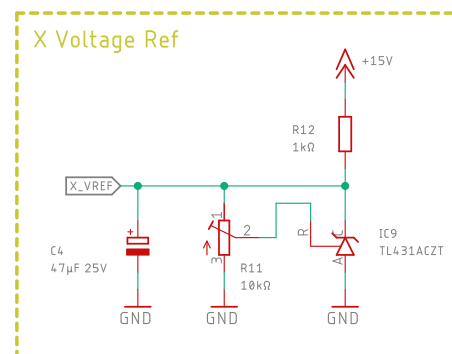 X Voltage Ref
+15V
R12
1kΩ
X_VREF
1
2
3
R
A
+
C4
47µF 25V
R11
10kΩ
IC9
TL431ACZT
GND
GND
GND